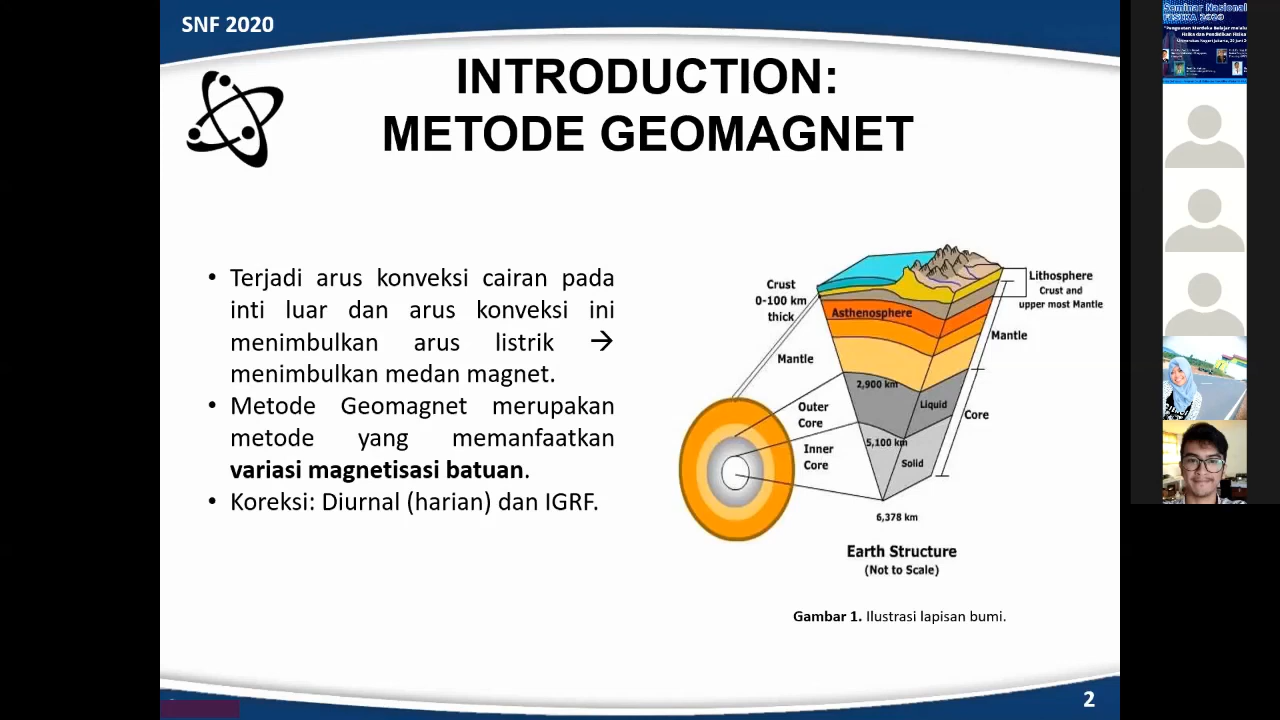 SNF 2020
INTRODUCTION:
METODE GEOMAGNET
• Terjadi arus konveksi cairan pada
inti luar dan arus konveksi ini
menimbulkan arus listrik →
menimbulkan medan magnet.
• Metode Geomagnet merupakan
metode yang memanfaatkan
variasi magnetisasi batuan.
• Koreksi: Diurnal (harian) dan IGRF.
Crust
0-100 km
thick
Asthenosphere
Lithosphere
Crust and
upper most Mantle
Mantle
Mantle
2,900 km
Liquid
Outer
Core
Core
5,100 km
Inner
Core
Solid
6,378 km
Earth Structure
(Not to Scale)
Gambar 1. Ilustrasi lapisan bumi.
2
Seminar Nasional
FISIKA 2020